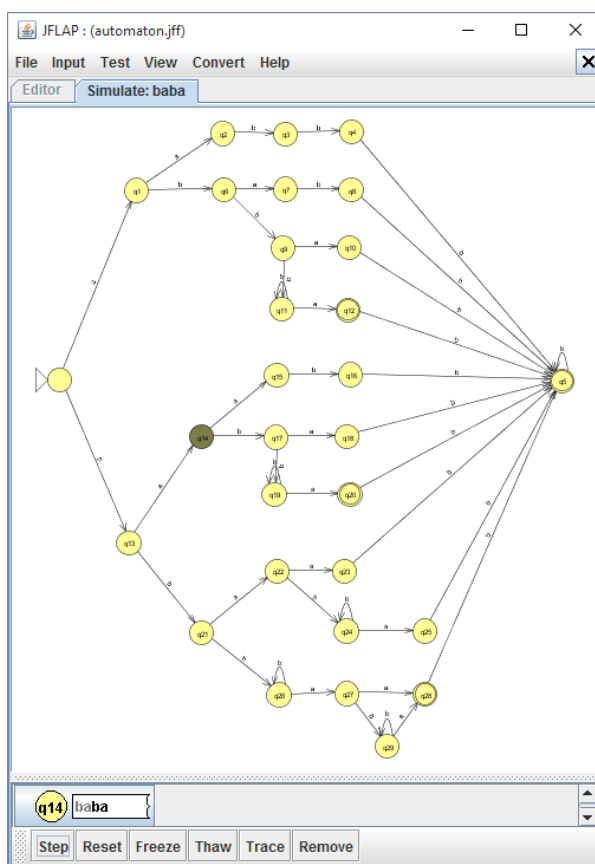 JFLAP : (automaton.jff)
File Input Test View Convert Help
Editor Simulate: baba
q2 b q3 b q4
a
q1 b q6 a q7 b q8
b
q9 a q10
b
q11 a q12 b
a
b
q5
q15 b q16 b
a
q14 b q17 a q18
b
q19 a q20
a
b
q13
b
q22 a q23
a
b
q24 a q25
q21
b
q26 a q27 a q28
b
b
a
q29
q14 baba
Step Reset Freeze Thaw Trace Remove